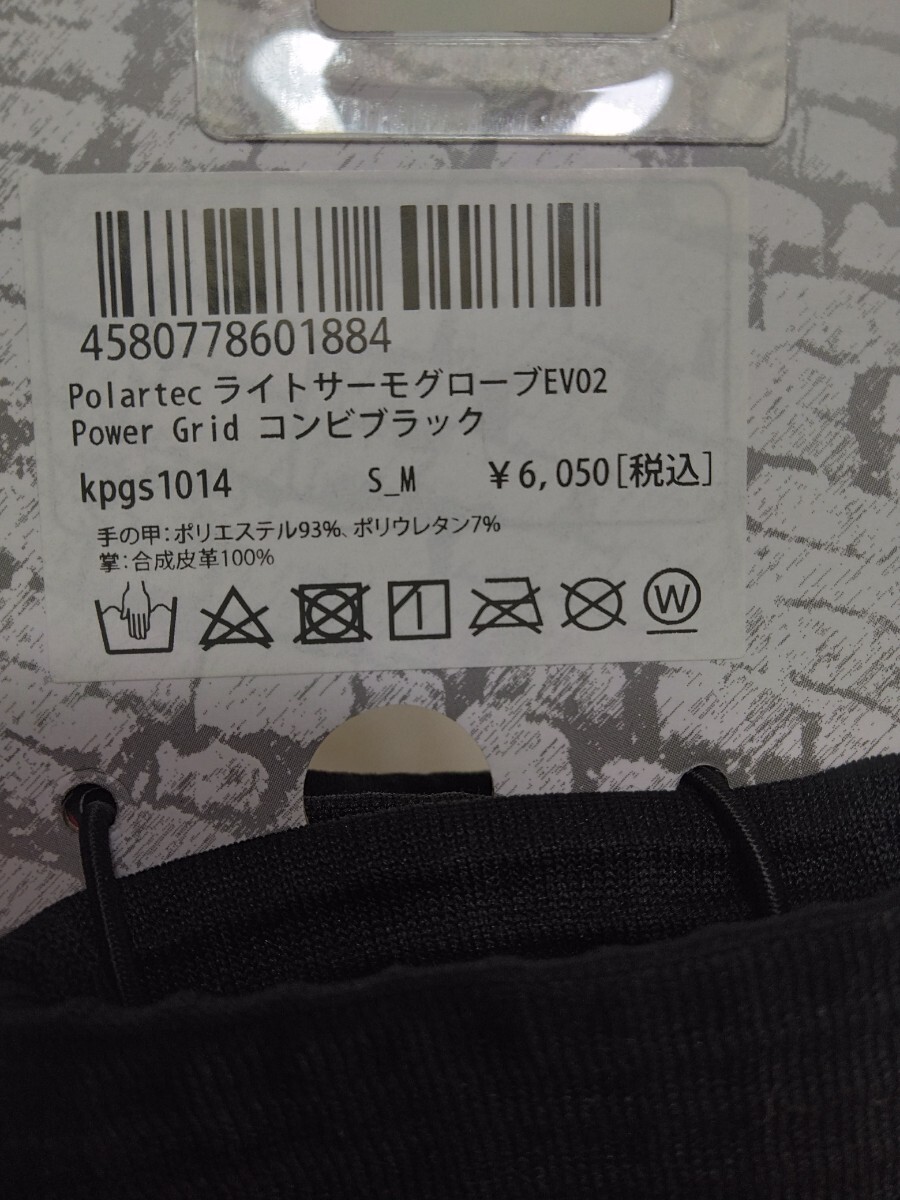 4580778601884
Polartec ライトサーモグローブEV02
Power Grid コンビブラック
kpgs1014 S_M ¥6,050[税込]
手の甲:ポリエステル93%、ポリウレタン7%
掌:合成皮革100%
W